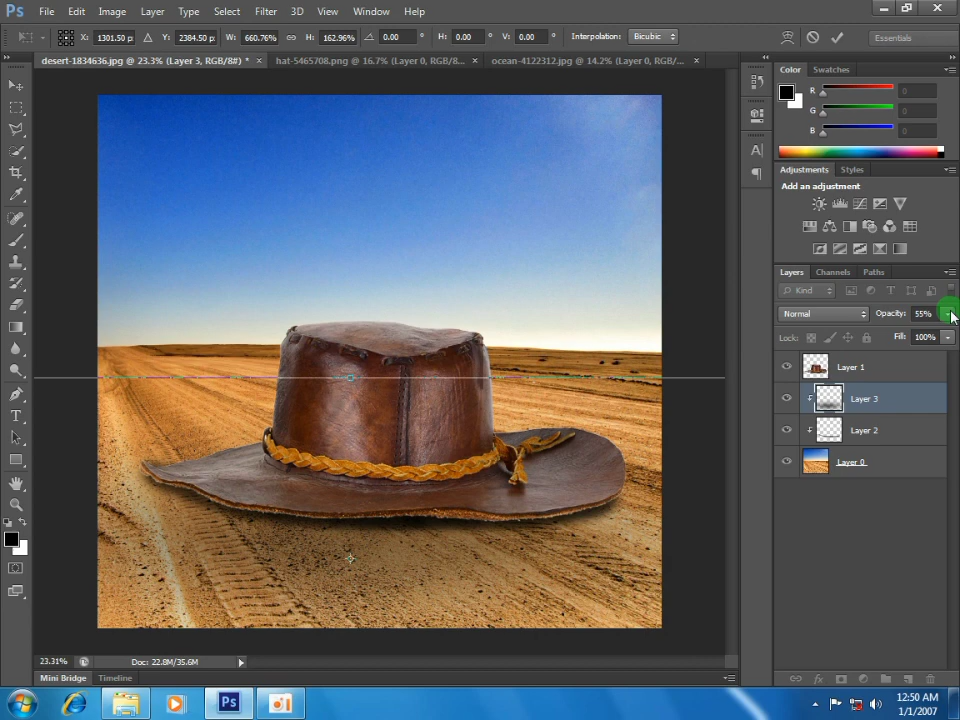 Ps File Edit Image Layer Type Select Filter 3D View Window Help
X: 1301.50 p Y: 2384.50 p W: 660.76% H: 162.96% 0.00 ° H: 0.00 ° V: 0.00 ° Interpolation: Bicubic Essentials
desert-1834636.jpg @ 23.3% (Layer 3, RGB/8#) * × hat-5465708.png @ 16.7% (Layer 0, RGB/8... × ocean-4122312.jpg @ 14.2% (Layer 0, RGB/8... ×
Color Swatches
R 0
G 0
B 0
Adjustments Styles
Add an adjustment
Layers Channels Paths
Kind
Normal Opacity: 55%
Lock: Fill: 100%
Layer 1
Layer 3
Layer 2
Layer 0
23.31% Doc: 22.8M/35.6M
Mini Bridge Timeline
fx
Ps
12:50 AM
1/1/2007